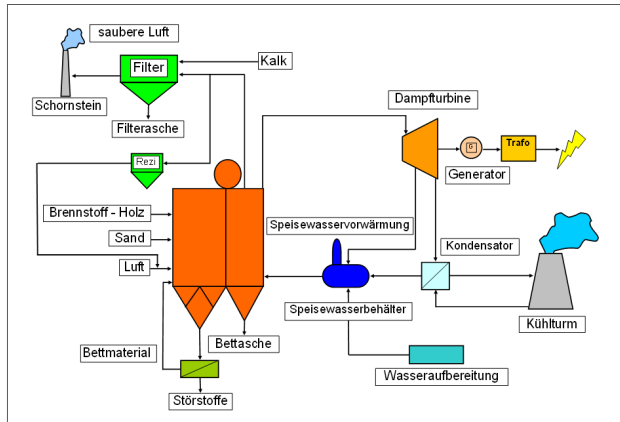 saubere Luft
Filter
Kalk
Schornstein
Dampfturbine
Filterasche
Rezi
G
Trafo
Generator
Brennstoff - Holz
Speisewasservorwärmung
Sand
Kondensator
Luft
Speisewasserbehälter
Kühlturm
Bettasche
Bettmaterial
Wasseraufbereitung
Störstoffe